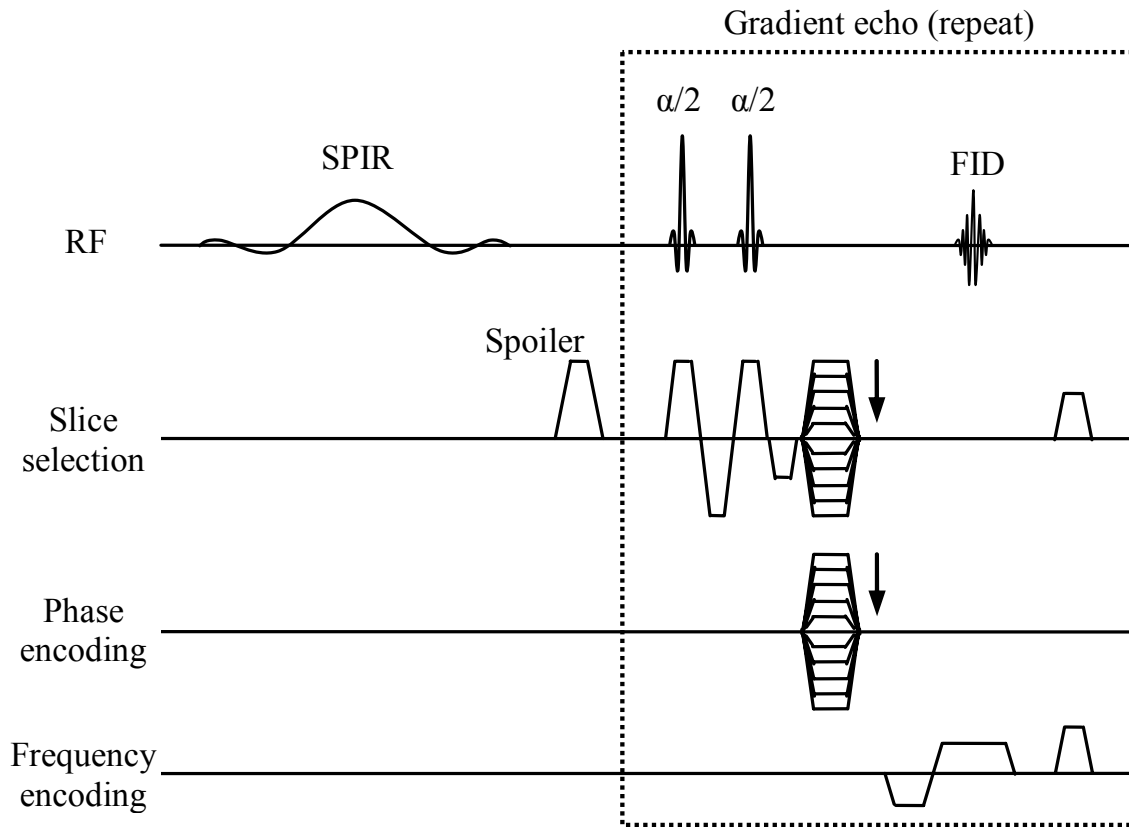 Gradient echo (repeat)
α/2 α/2
SPIR
FID
RF
Spoiler
Slice
selection
Phase
encoding
Frequency
encoding